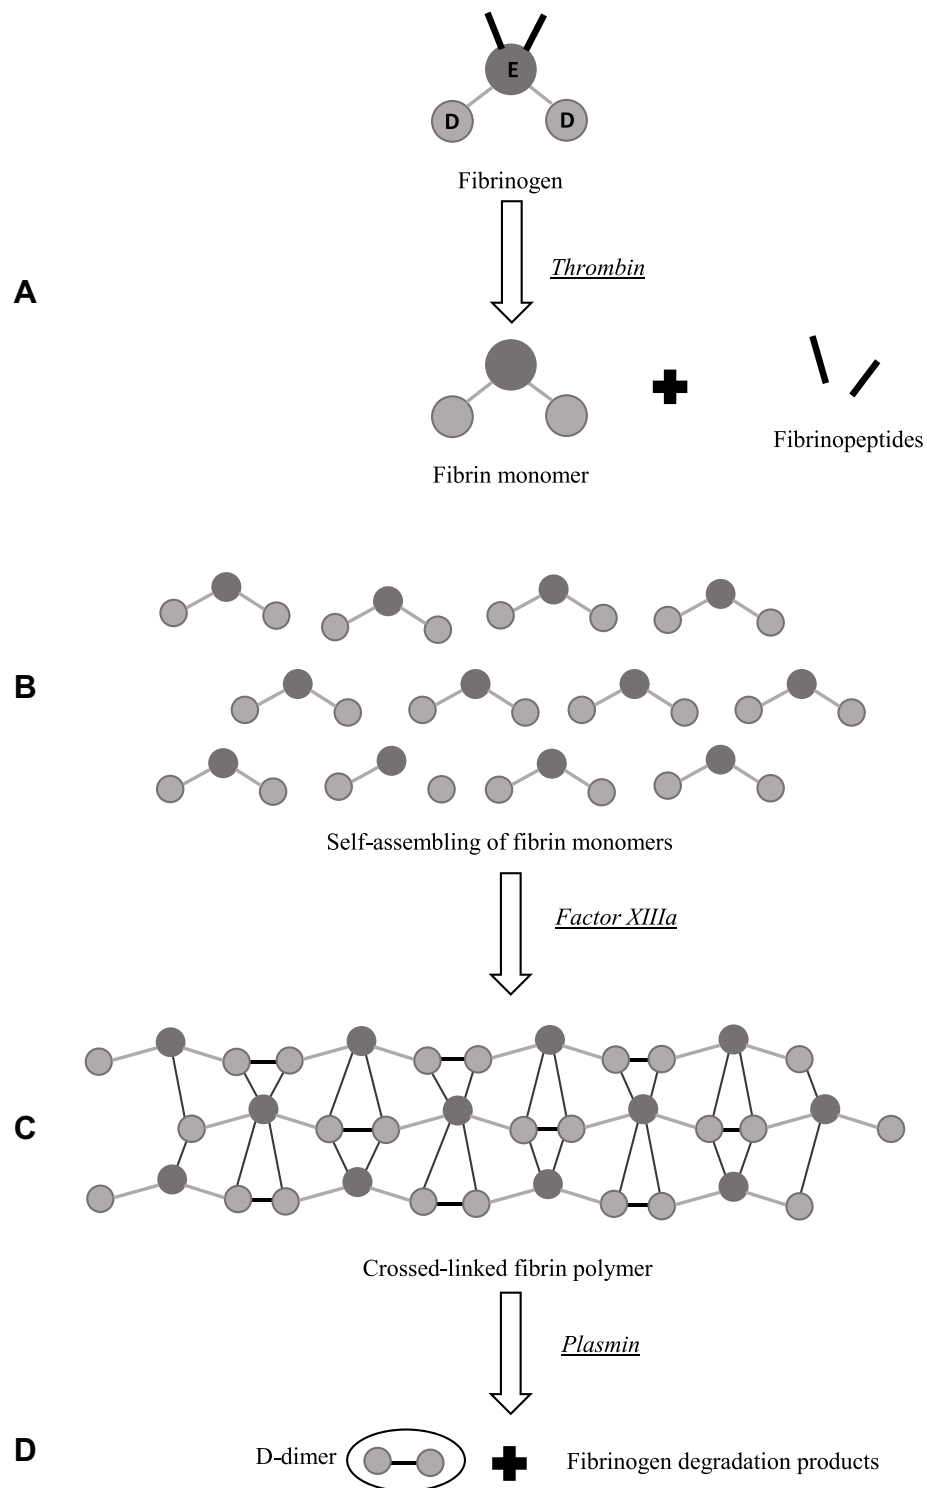 E
D D
Fibrinogen
Thrombin
A
Fibrinopeptides
Fibrin monomer
B
Self-assembling of fibrin monomers
Factor XIIIa
C
Crossed-linked fibrin polymer
Plasmin
D
D-dimer Fibrinogen degradation products